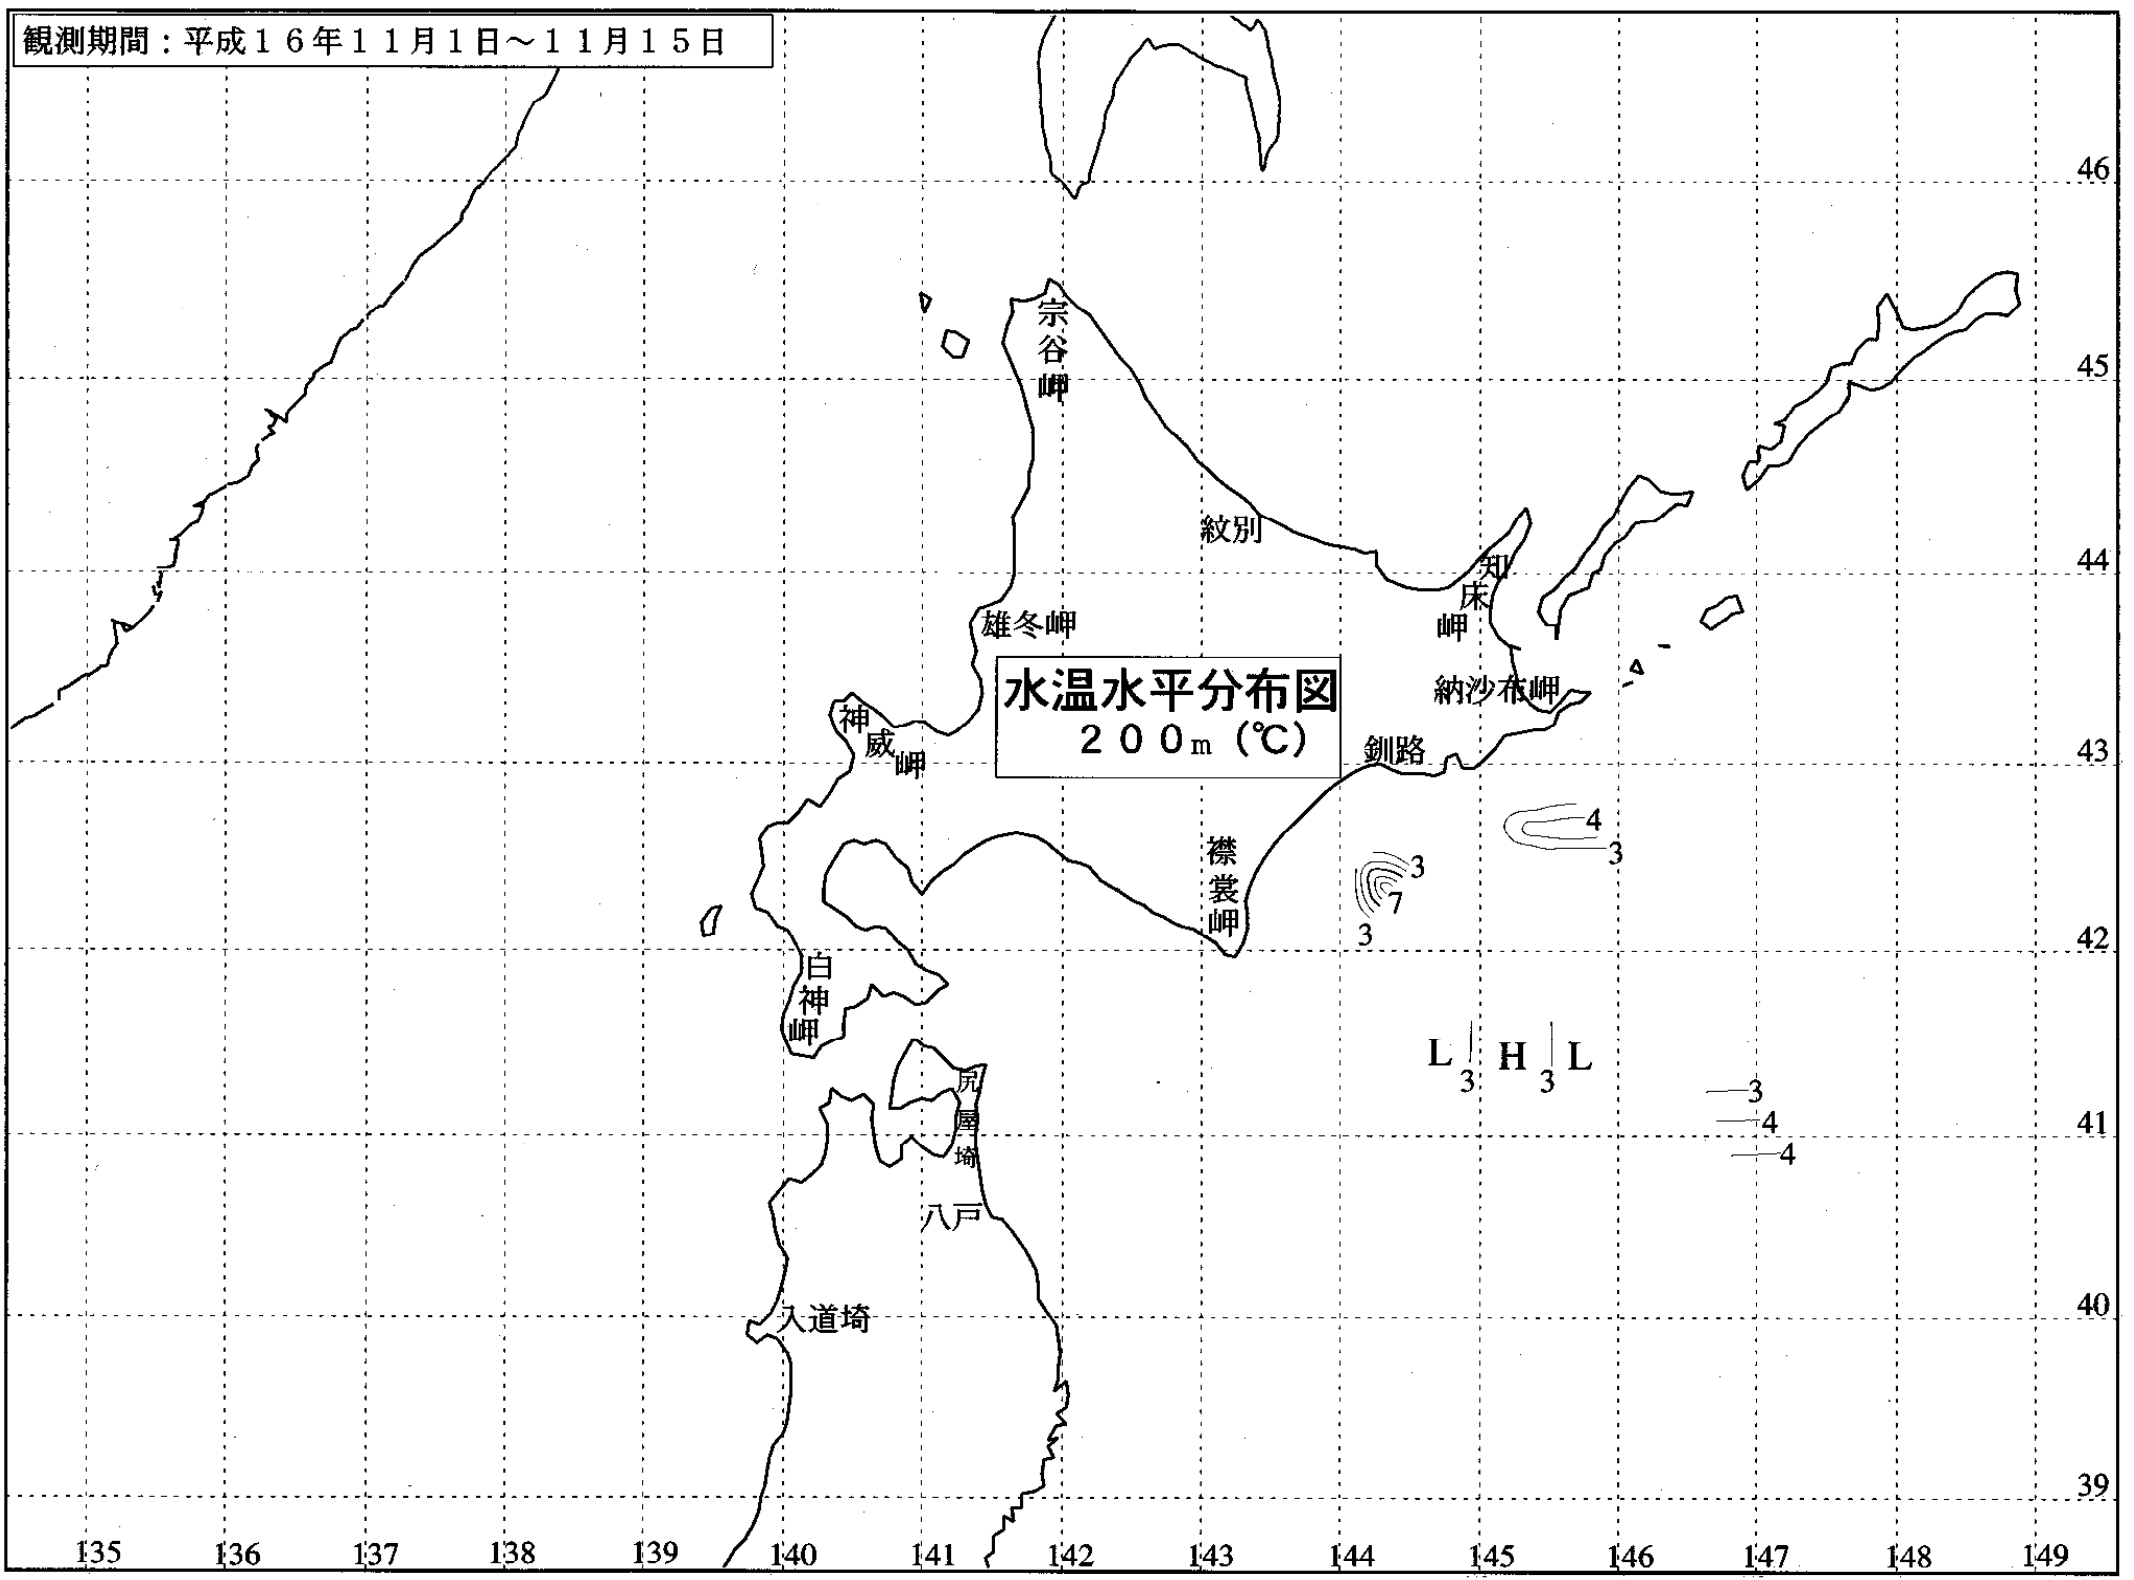 観測期間：平成１６年１１月１日～１１月１５日
46
宗谷岬
45
紋別
44
知床岬
雄冬岬
水温水平分布図
２００ｍ（℃）
納沙布岬
神威岬
釧路
43
4
3
襟裳岬
3
7
3
42
白神岬
L 3 H 3 L
尻屋埼
3
4
41
4
八戸
入道埼
40
39
135 136 137 138 139 140 141 142 143 144 145 146 147 148 149